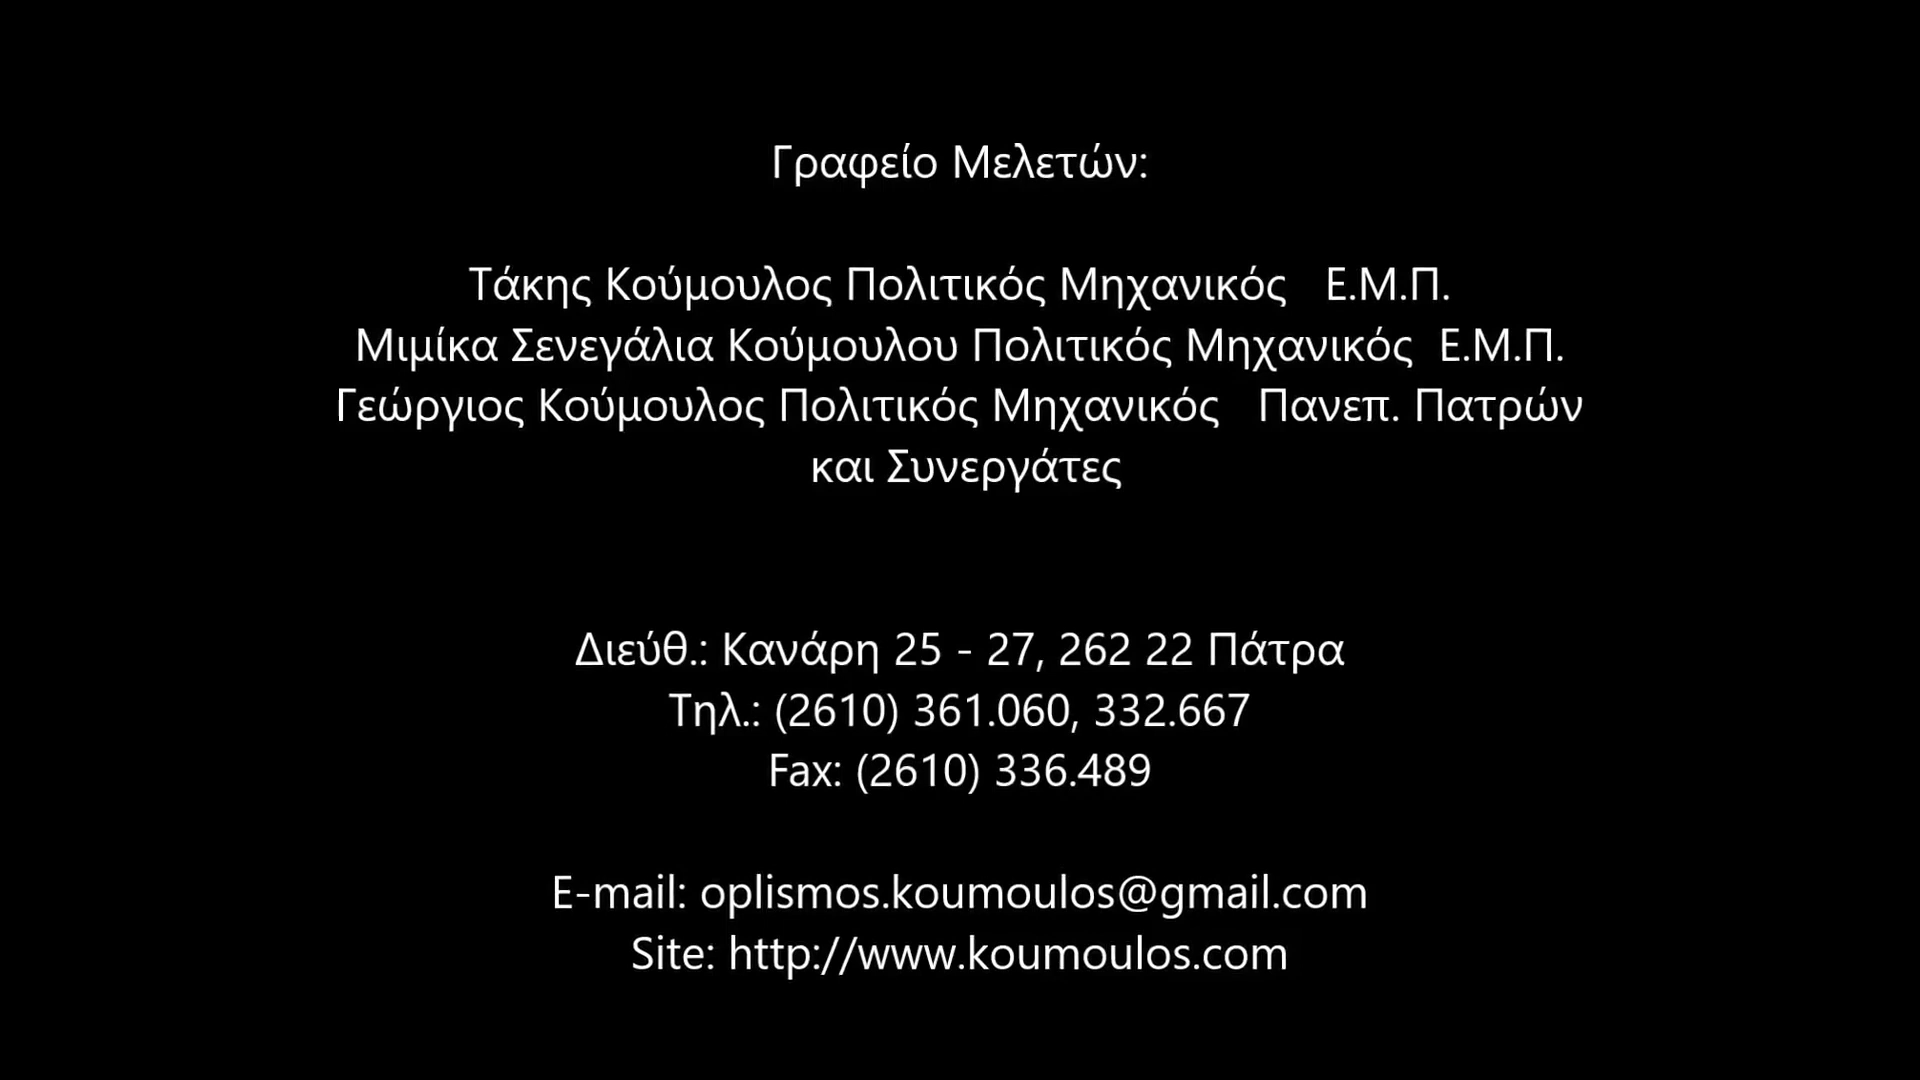 Γραφείο Μελετών:
Τάκης Κούμουλος Πολιτικός Μηχανικός Ε.Μ.Π.
Μιμίκα Σενεγάλια Κούμουλου Πολιτικός Μηχανικός Ε.Μ.Π.
Γεώργιος Κούμουλος Πολιτικός Μηχανικός Πανεπ. Πατρών
και Συνεργάτες
Διεύθ.: Κανάρη 25 - 27, 262 22 Πάτρα
Τηλ.: (2610) 361.060, 332.667
Fax: (2610) 336.489
E-mail: oplismos.koumoulos@gmail.com
Site: http://www.koumoulos.com